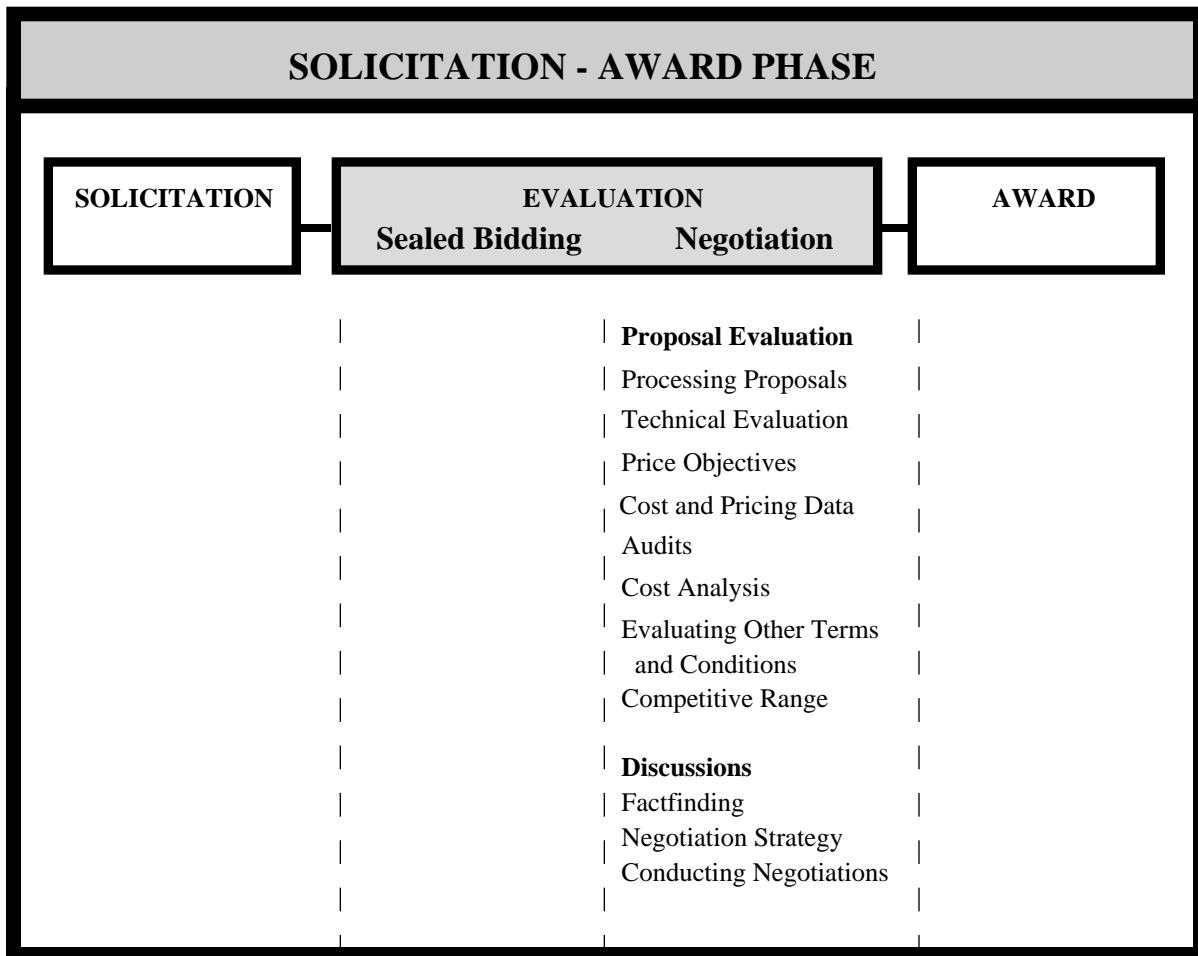 SOLICITATION - AWARD PHASE
SOLICITATION
EVALUATION
Sealed Bidding Negotiation
AWARD
Proposal Evaluation
Processing Proposals
Technical Evaluation
Price Objectives
Cost and Pricing Data
Audits
Cost Analysis
Evaluating Other Terms
and Conditions
Competitive Range
Discussions
Factfinding
Negotiation Strategy
Conducting Negotiations